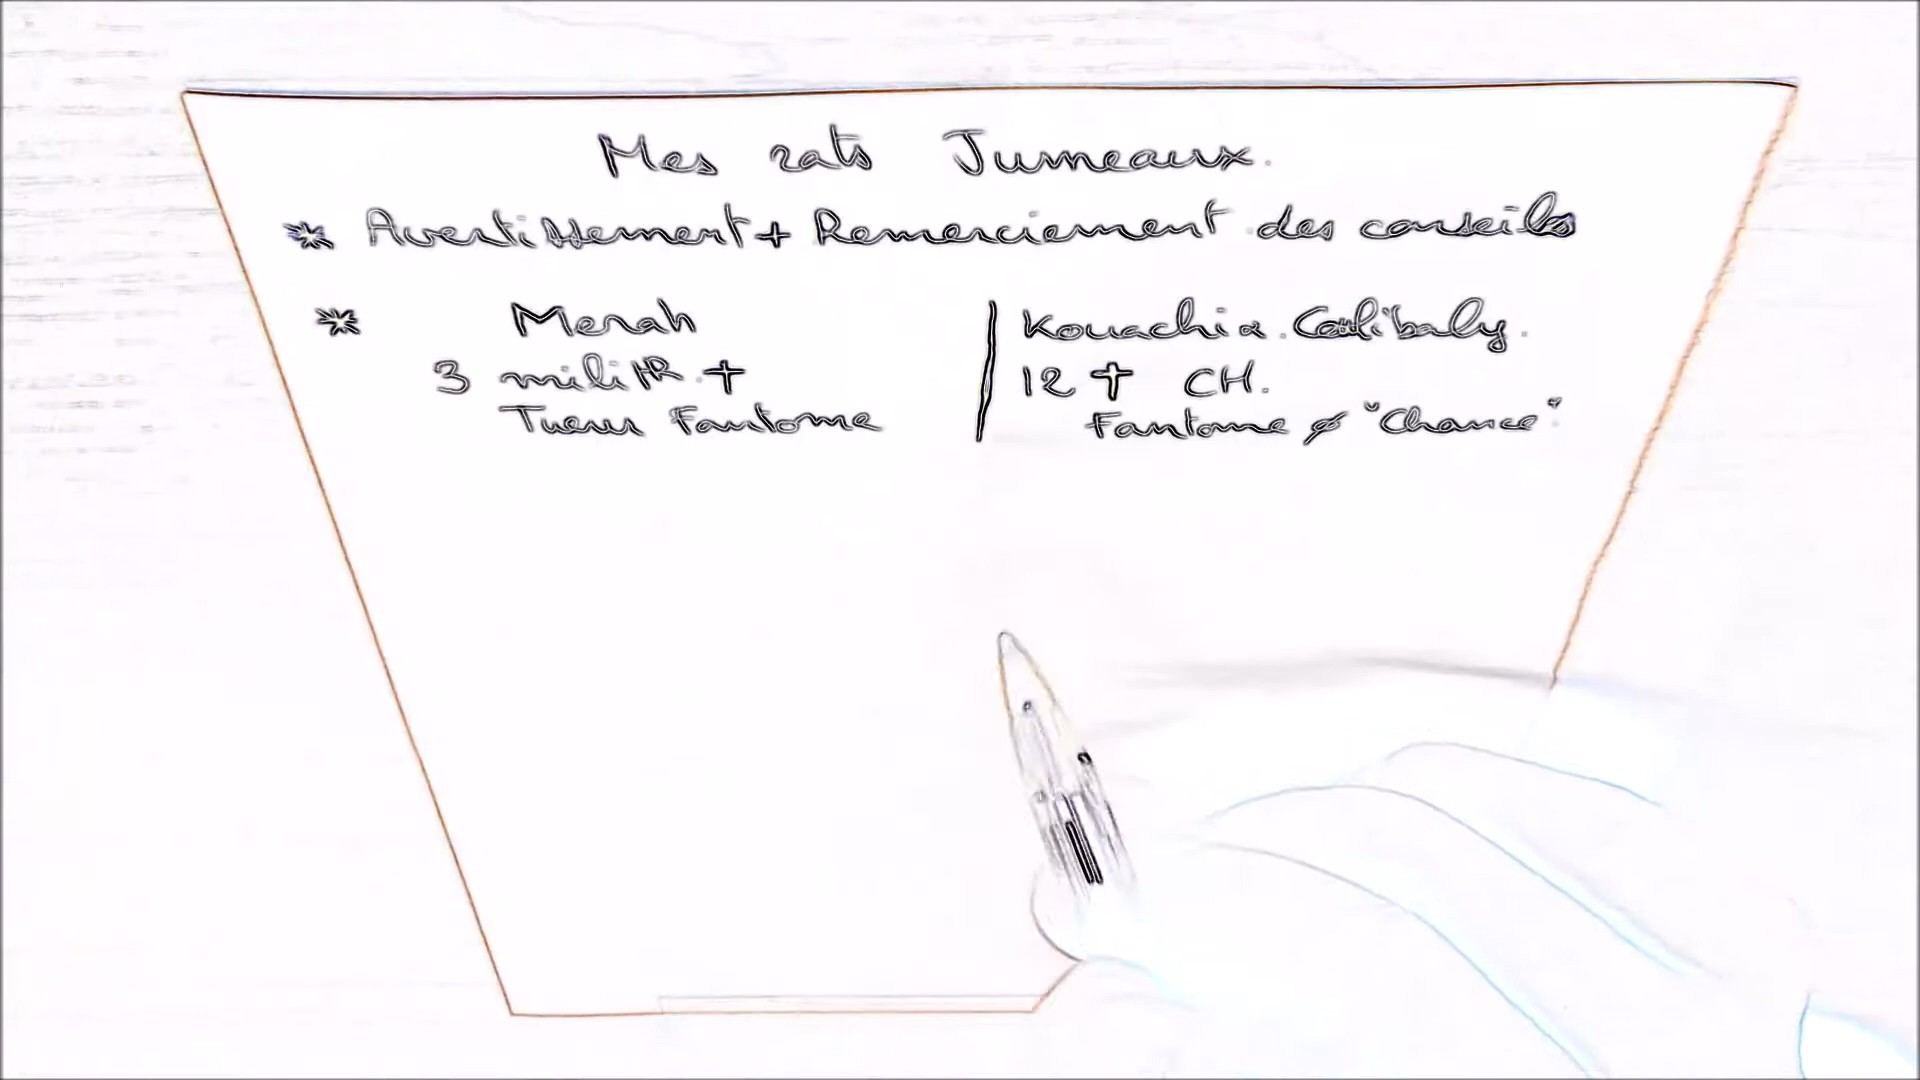 Mes rats Jumeaux.
* Avertissement + Remerciement des conseils
* Merah
3 militR +
Tueur Fantome
Kouachi & Coulibaly.
12 + CH.
Fantome ø "Chance"